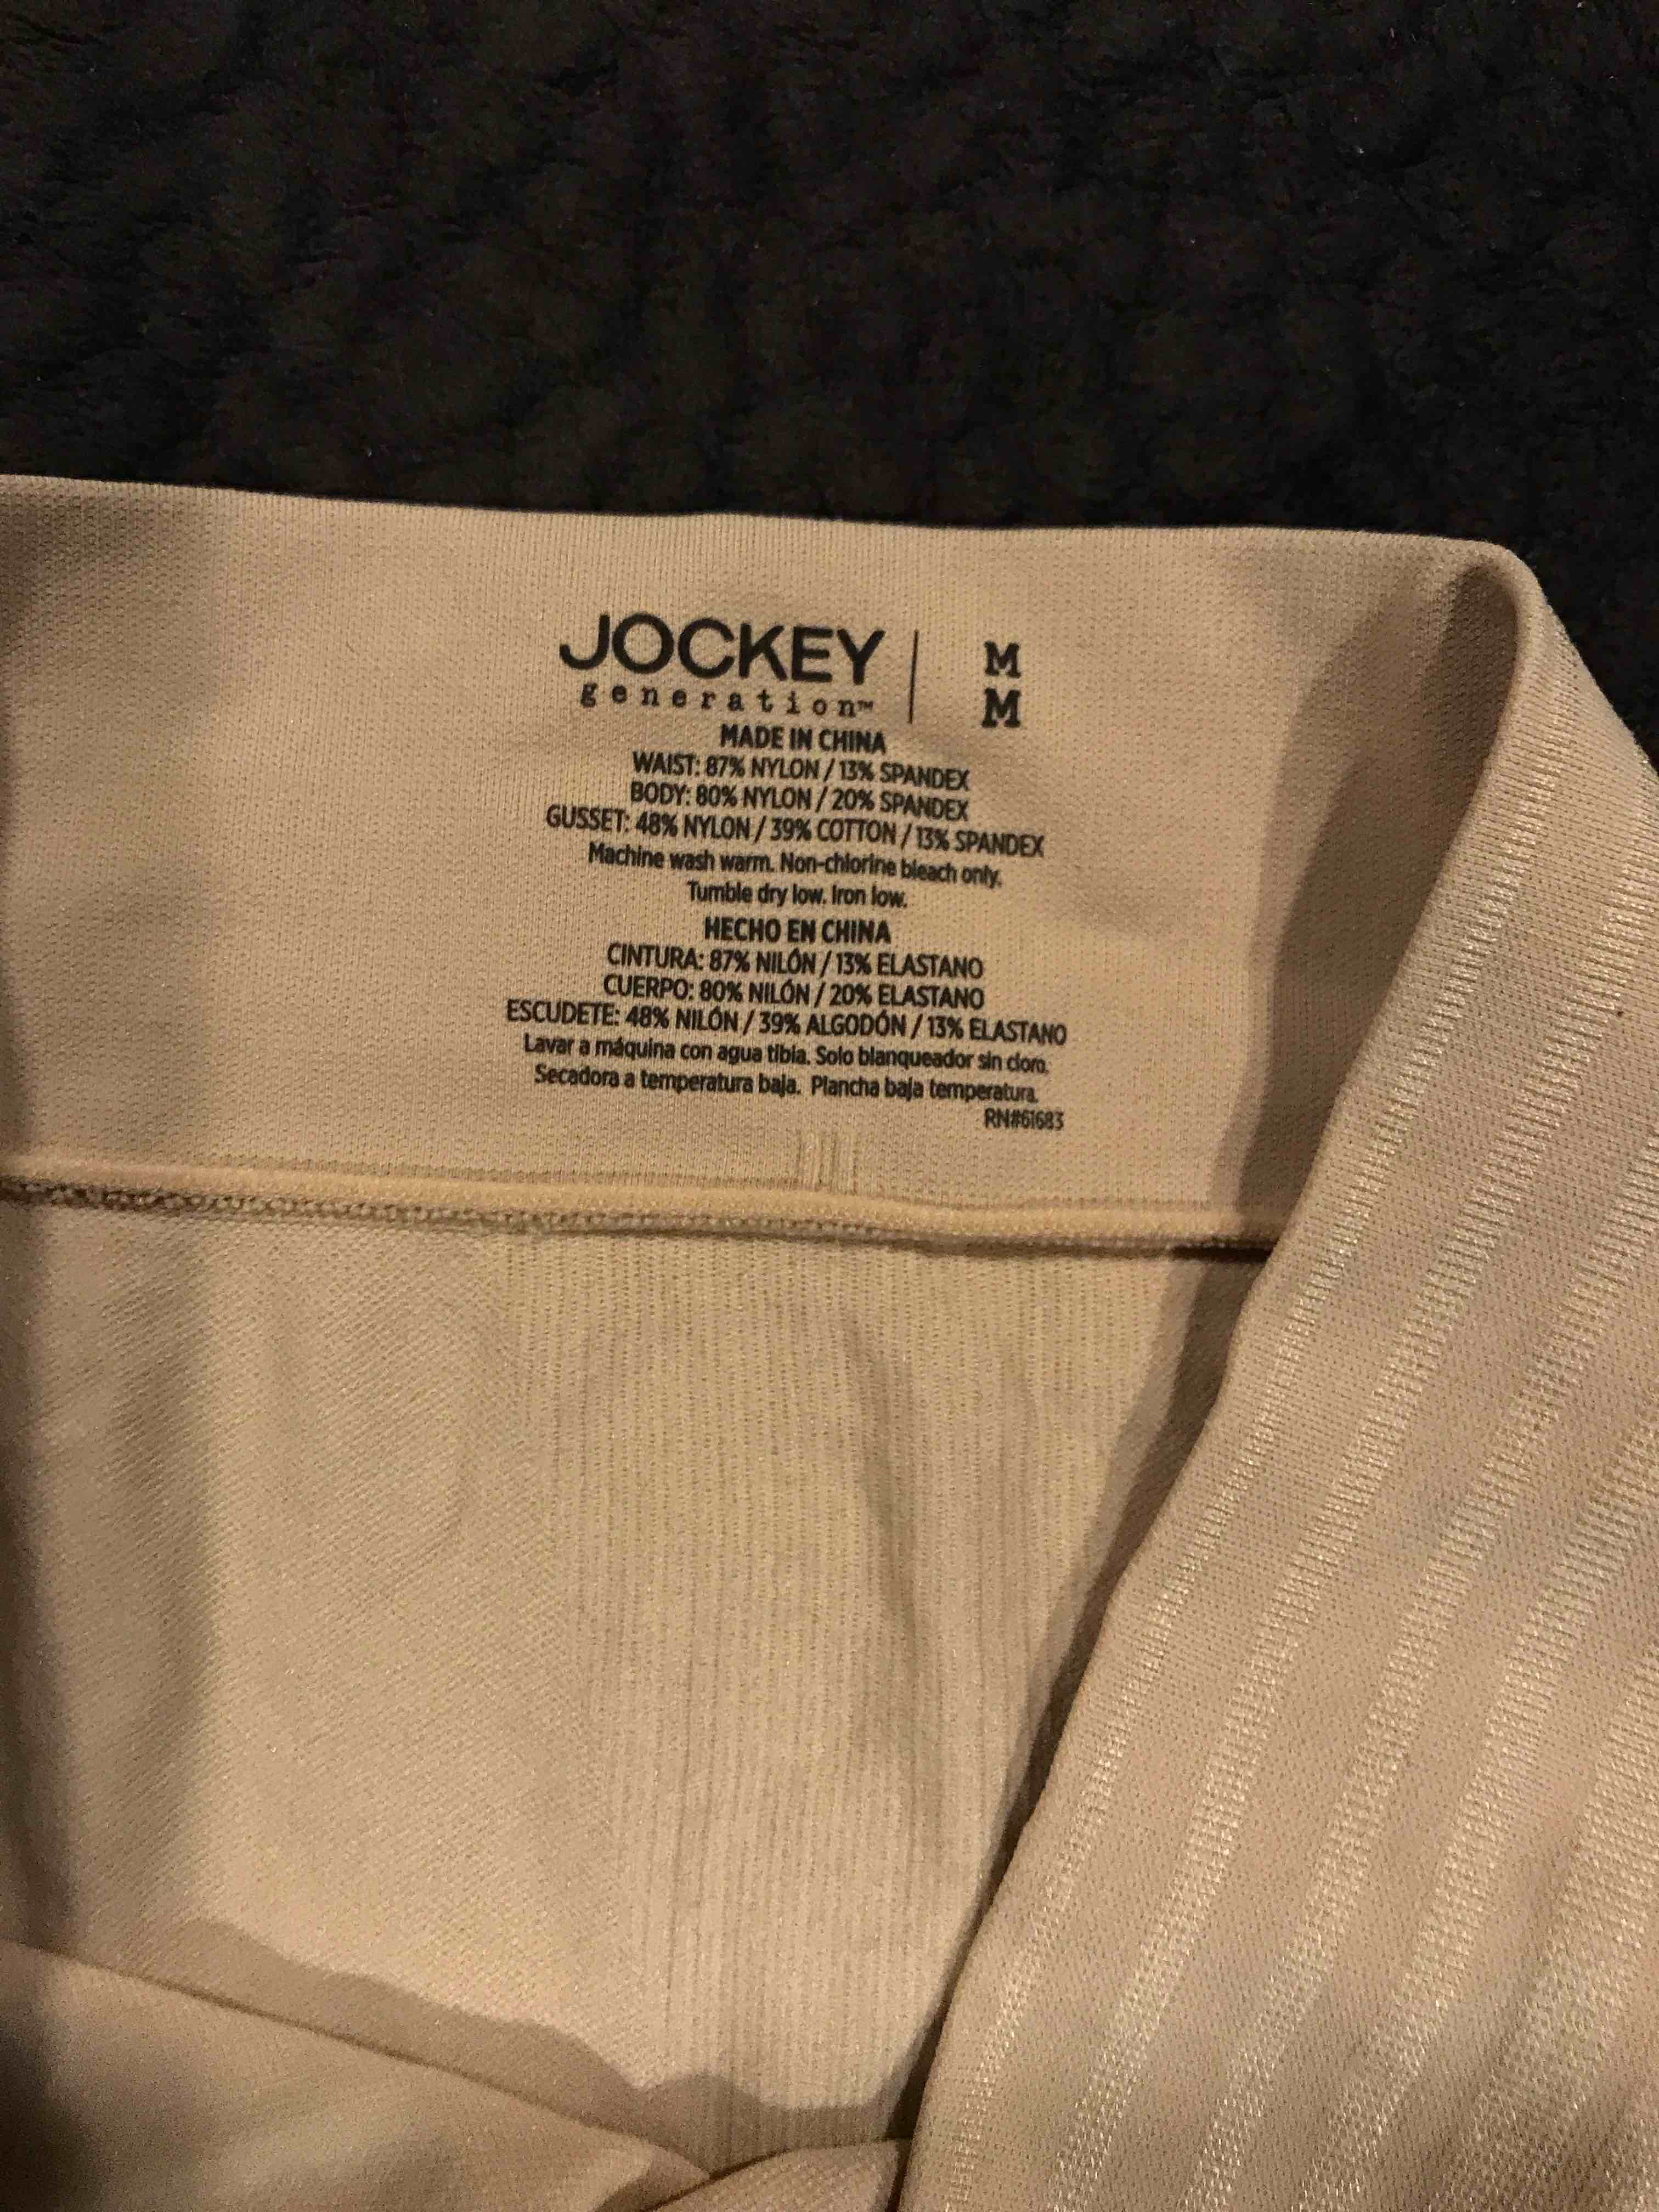 JOCKEY M
generation™ M
MADE IN CHINA
WAIST: 87% NYLON / 13% SPANDEX
BODY: 80% NYLON / 20% SPANDEX
GUSSET: 48% NYLON / 39% COTTON / 13% SPANDEX
Machine wash warm. Non-chlorine bleach only.
Tumble dry low. Iron low.
HECHO EN CHINA
CINTURA: 87% NILÓN / 13% ELASTANO
CUERPO: 80% NILÓN / 20% ELASTANO
ESCUDETE: 48% NILÓN / 39% ALGODÓN / 13% ELASTANO
Lavar a máquina con agua tibia. Solo blanqueador sin cloro.
Secadora a temperatura baja. Plancha baja temperatura.
RN#61683